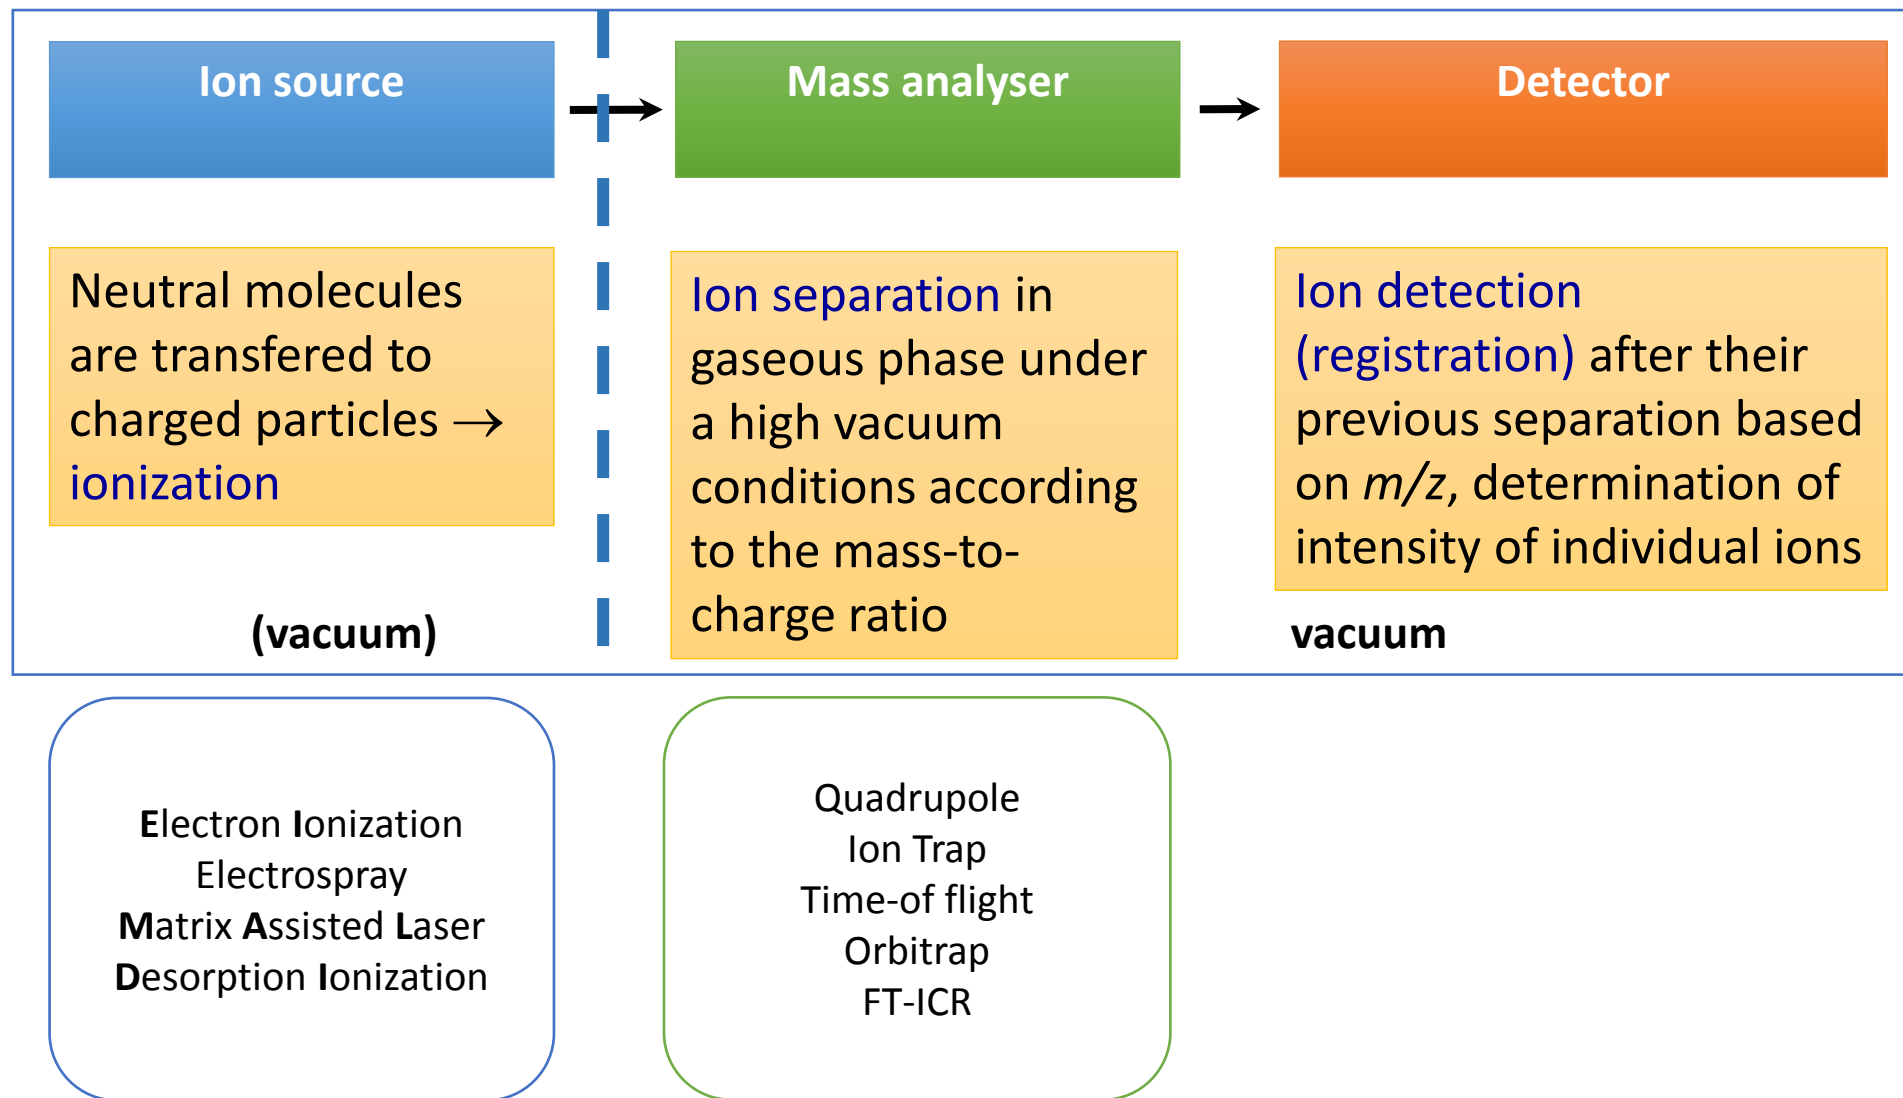 Ion source
Mass analyser
Detector
Neutral molecules
are transfered to
charged particles →
ionization
(vacuum)
Ion separation in
gaseous phase under
a high vacuum
conditions according
to the mass-to-
charge ratio
Ion detection
(registration) after their
previous separation based
on m/z, determination of
intensity of individual ions
vacuum
Electron Ionization
Electrospray
Matrix Assisted Laser
Desorption Ionization
Quadrupole
Ion Trap
Time-of flight
Orbitrap
FT-ICR